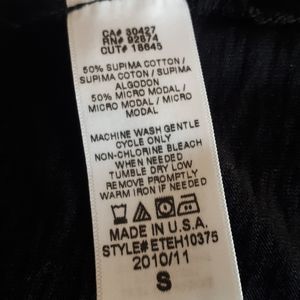 CA# 30427
RN# 92874
CUT# 18645
50% SUPIMA COTTON /
SUPIMA COTON / SUPIMA
ALGODON
50% MICRO MODAL /
MICRO MODAL / MICRO
MODAL
MACHINE WASH GENTLE
CYCLE ONLY
NON-CHLORINE BLEACH
WHEN NEEDED
TUMBLE DRY LOW
REMOVE PROMPTLY
WARM IRON IF NEEDED
MADE IN U.S.A.
STYLE# ETEH10375
2010/11
S